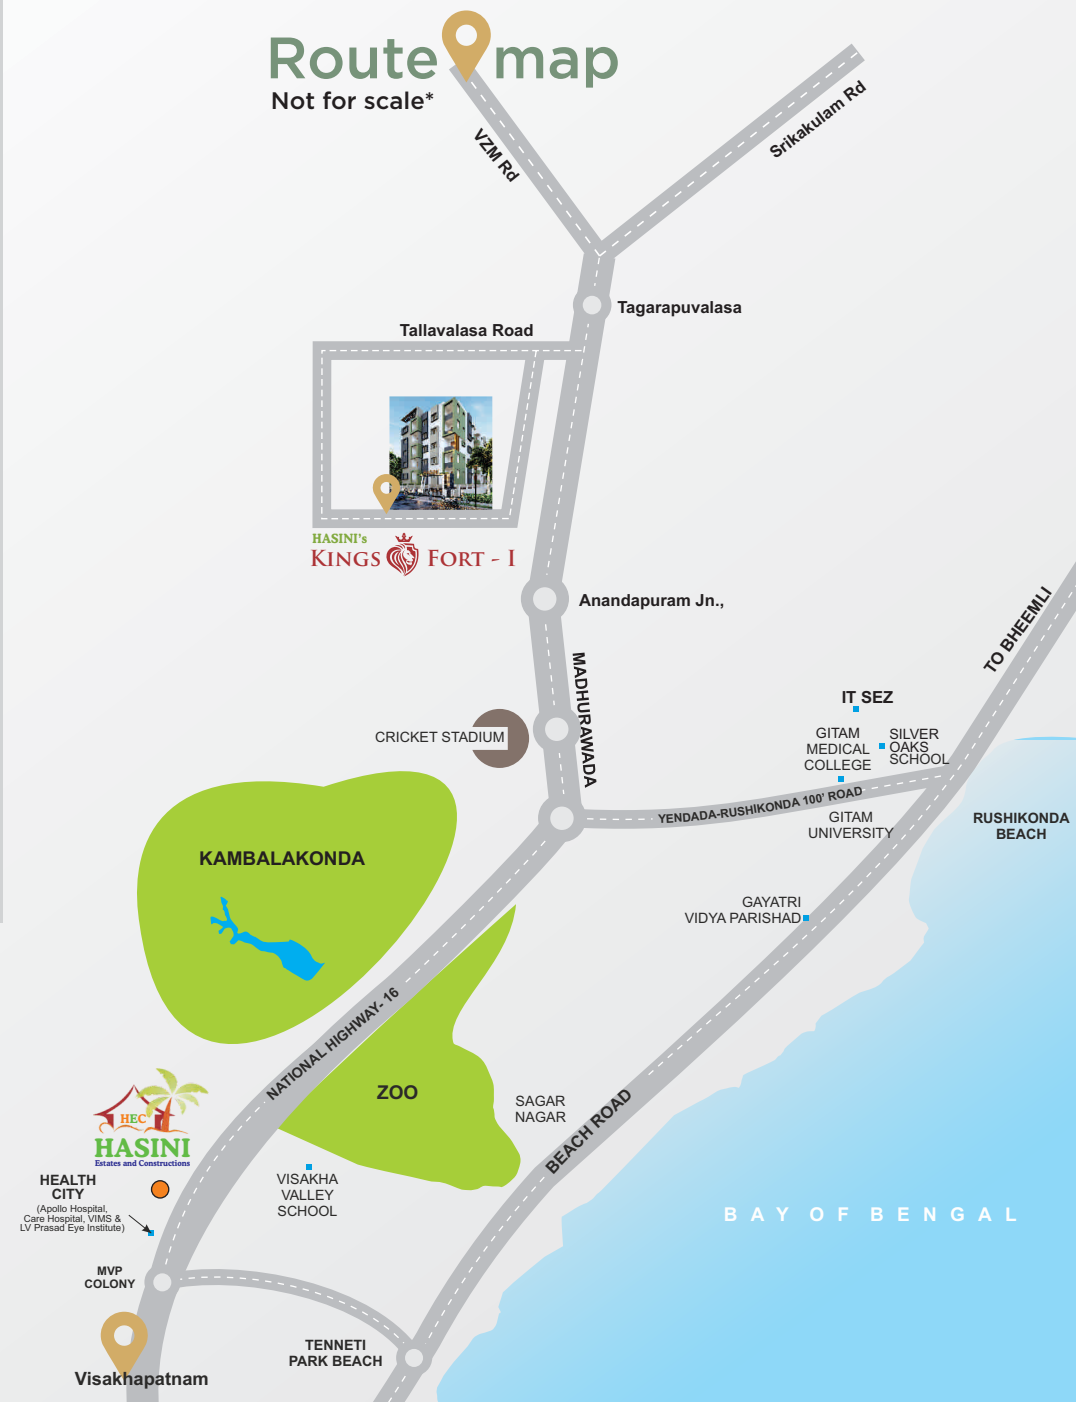 Route map
Not for scale*
VZM Rd
Srikakulam Rd
Tagarapuvalasa
Tallavalasa Road
HASINI's
KINGS FORT - I
Anandapuram Jn.,
TO BHEEMLI
MADHURAWADA
CRICKET STADIUM
IT SEZ
GITAM
MEDICAL
COLLEGE
SILVER
OAKS
SCHOOL
YENDADA-RUSHIKONDA 100' ROAD
GITAM
UNIVERSITY
RUSHIKONDA
BEACH
KAMBALAKONDA
GAYATRI
VIDYA PARISHAD
NATIONAL HIGHWAY- 16
ZOO
SAGAR
NAGAR
BEACH ROAD
HEC
HASINI
Estates and Constructions
HEALTH
CITY
(Apollo Hospital,
Care Hospital, VIMS &
LV Prasad Eye Institute)
VISAKHA
VALLEY
SCHOOL
BAY OF BENGAL
MVP
COLONY
TENNETI
PARK BEACH
Visakhapatnam